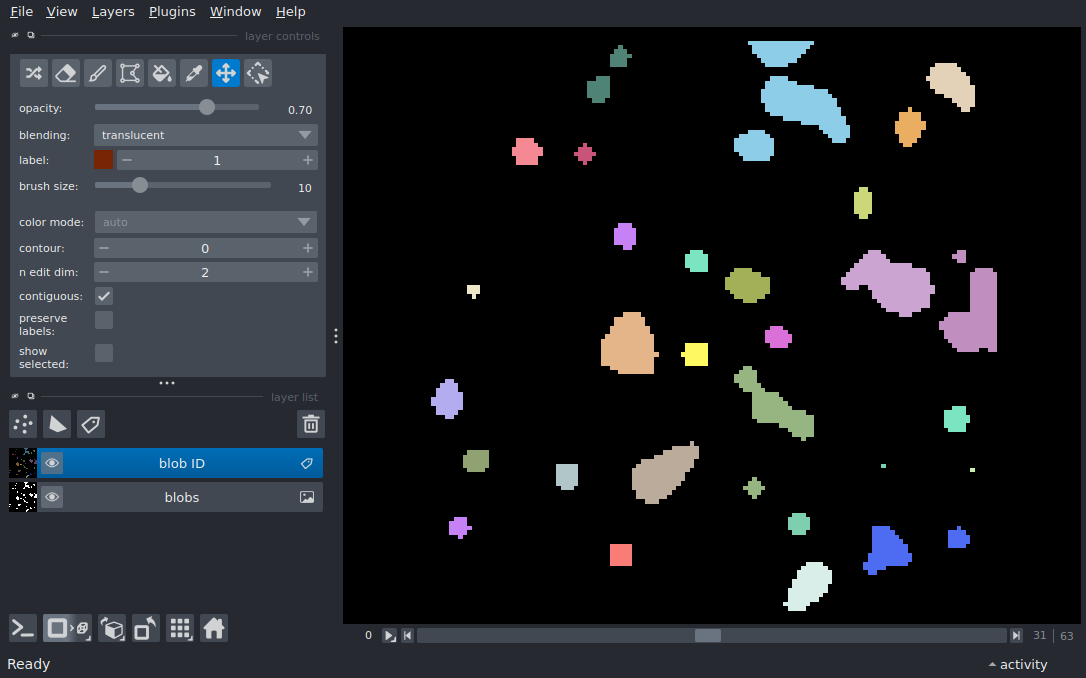 File View Layers Plugins Window Help
layer controls
opacity: 0.70
blending: translucent
label: 1
brush size: 10
color mode: auto
contour: 0
n edit dim: 2
contiguous:
preserve
labels:
show
selected:
layer list
blob ID
blobs
0 31 63
Ready activity